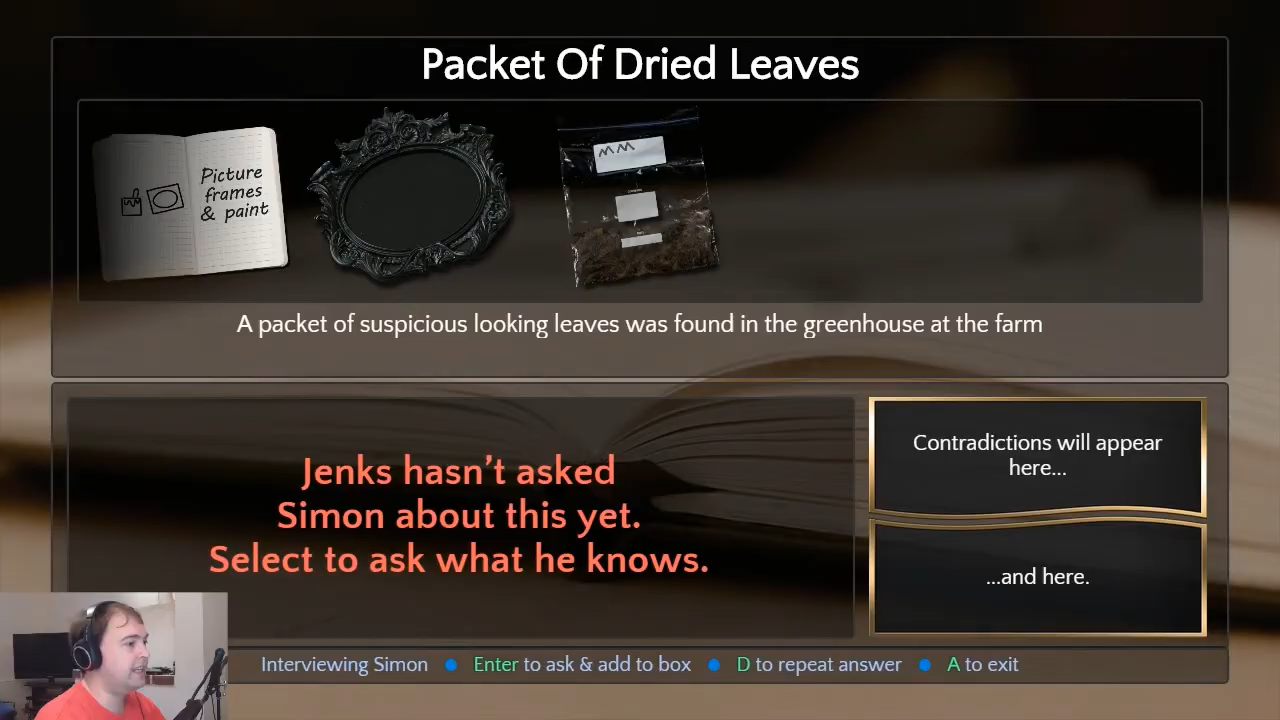 Packet Of Dried Leaves
Picture
frames
& paint
MM
A packet of suspicious looking leaves was found in the greenhouse at the farm
Jenks hasn't asked
Simon about this yet.
Select to ask what he knows.
Contradictions will appear
here...
...and here.
Interviewing Simon ● Enter to ask & add to box ● D to repeat answer ● A to exit